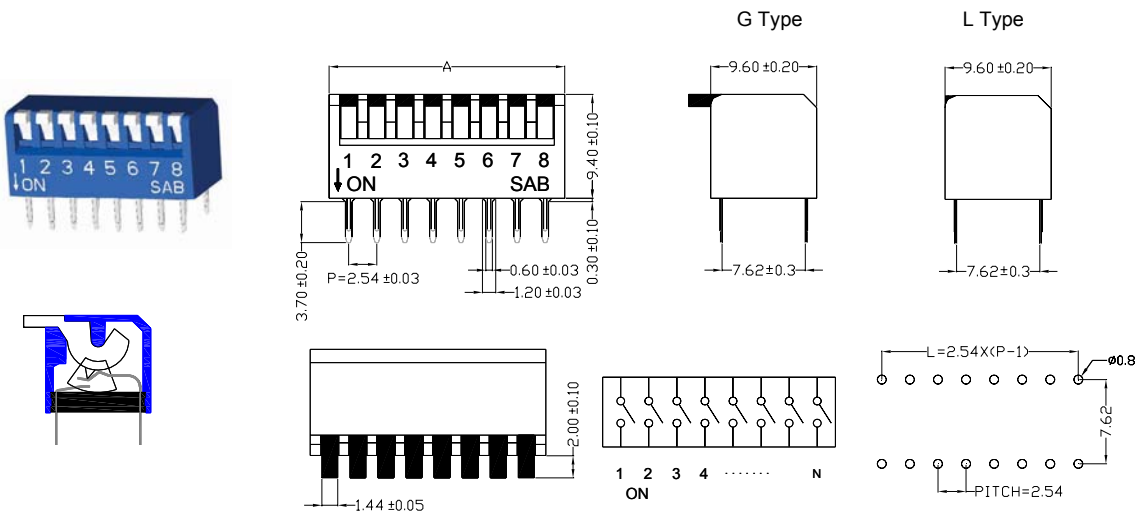 G Type
L Type
A
9.60 ±0.20
9.60 ±0.20
9.40 ±0.10
1 2 3 4 5 6 7 8
↓ON SAB
1 2 3 4 5 6 7 8
↓ ON SAB
3.70 ±0.20
P=2.54 ±0.03
0.60 ±0.03
1.20 ±0.03
0.30 ±0.10
7.62±0.3
7.62±0.3
L=2.54X(P-1)
ø0.8
7.62
PITCH=2.54
2.00 ±0.10
1.44 ±0.05
1 2 3 4 ······· N
ON